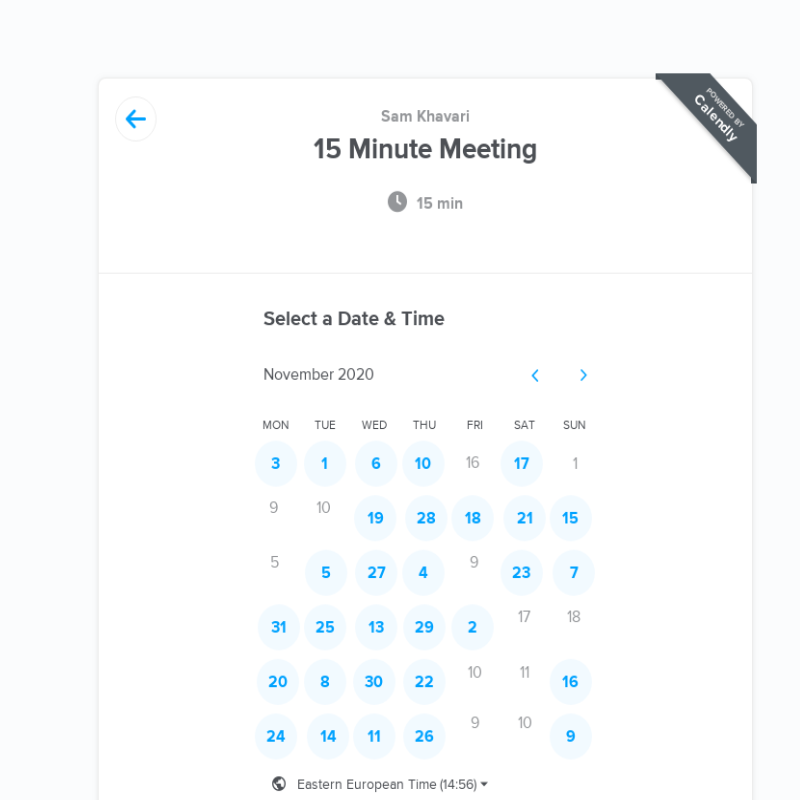 POWERED BY
Calendly
Sam Khavari
15 Minute Meeting
15 min
Select a Date & Time
November 2020
MON TUE WED THU FRI SAT SUN
3 1 6 10 16 17 1
9 10 19 28 18 21 15
5 5 27 4 9 23 7
31 25 13 29 2 17 18
20 8 30 22 10 11 16
24 14 11 26 9 10 9
Eastern European Time (14:56)